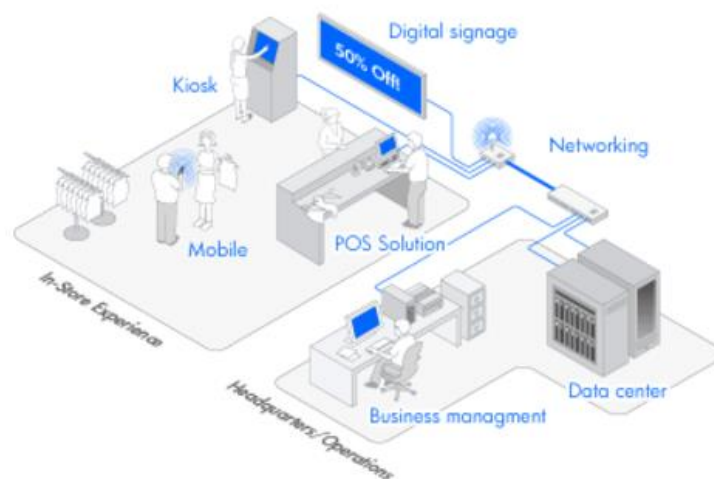 Digital signage
50% Off!
Kiosk
Networking
Mobile
POS Solution
In-Store Experience
Data center
Business managment
Headquarters/Operations